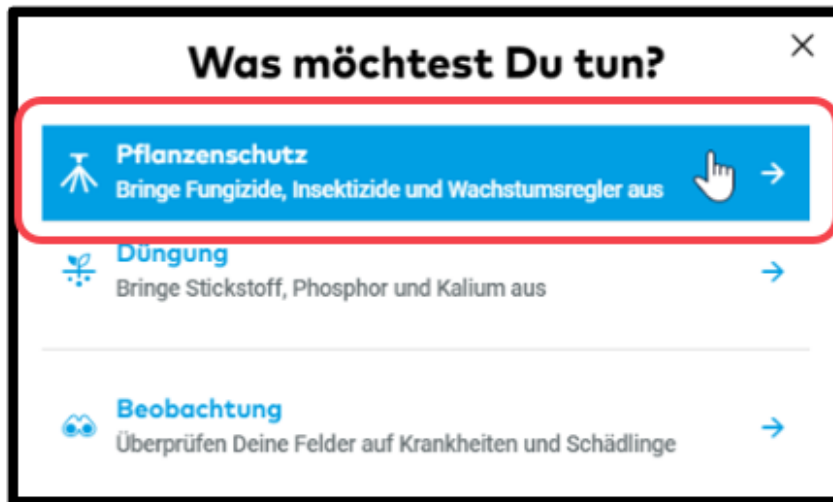 Was möchtest Du tun?
Pflanzenschutz
Bringe Fungizide, Insektizide und Wachstumsregler aus
Düngung
Bringe Stickstoff, Phosphor und Kalium aus
Beobachtung
Überprüfen Deine Felder auf Krankheiten und Schädlinge